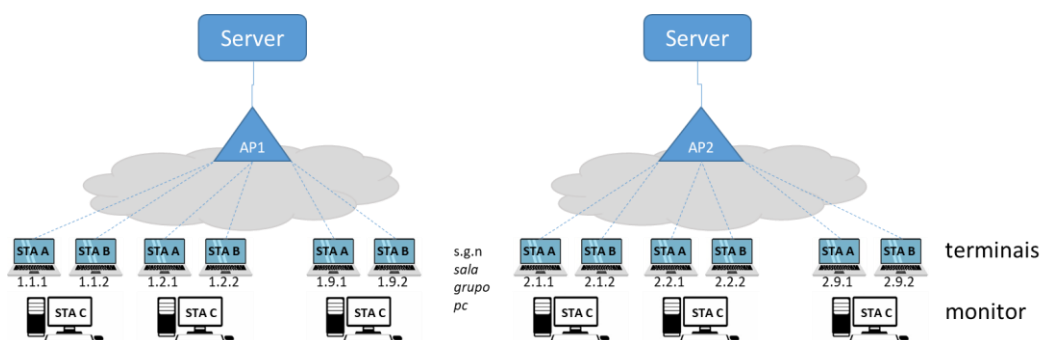 Server
Server
AP1
AP2
STA A STA B STA A STA B STA A STA B
1.1.1 1.1.2 1.2.1 1.2.2 1.9.1 1.9.2
s.g.n
sala
grupo
pc
STA A STA B STA A STA B STA A STA B
2.1.1 2.1.2 2.2.1 2.2.2 2.9.1 2.9.2
terminais
STA C STA C STA C
STA C STA C STA C
monitor